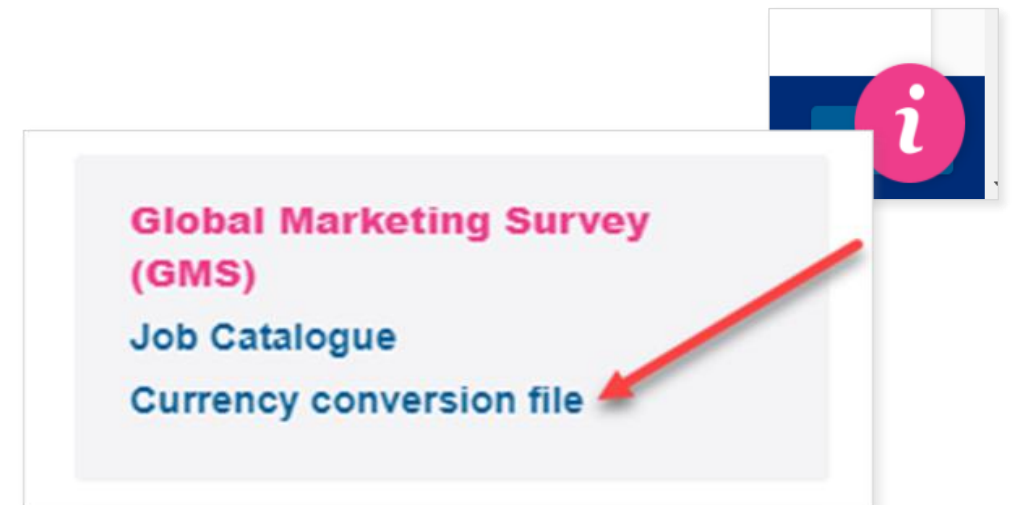 i
Global Marketing Survey
(GMS)
Job Catalogue
Currency conversion file